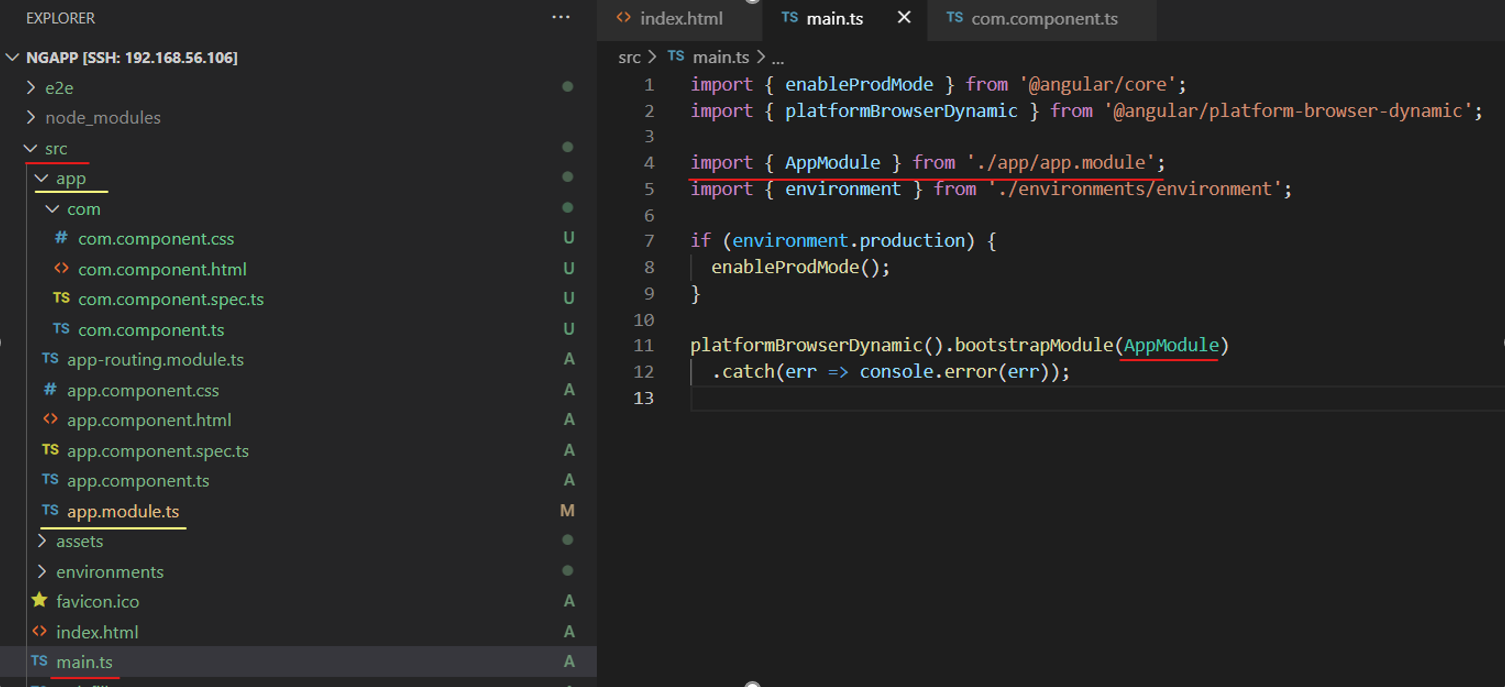 EXPLORER
...
NGAPP [SSH: 192.168.56.106]
e2e
node_modules
src
app
com
# com.component.css U
<> com.component.html U
TS com.component.spec.ts U
TS com.component.ts U
TS app-routing.module.ts A
# app.component.css A
<> app.component.html A
TS app.component.spec.ts A
TS app.component.ts A
TS app.module.ts M
assets
environments
favicon.ico A
<> index.html A
TS main.ts A
<> index.html TS main.ts × TS com.component.ts
src > TS main.ts > ...
1 import { enableProdMode } from '@angular/core';
2 import { platformBrowserDynamic } from '@angular/platform-browser-dynamic';
3
4 import { AppModule } from './app/app.module';
5 import { environment } from './environments/environment';
6
7 if (environment.production) {
8 enableProdMode();
9 }
10
11 platformBrowserDynamic().bootstrapModule(AppModule)
12 .catch(err => console.error(err));
13